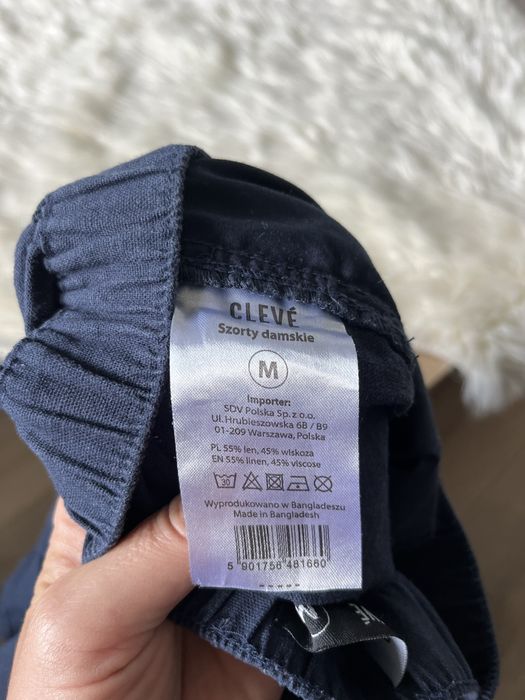 CLEVÉ
Szorty damskie
M
Importer:
SDV Polska Sp. z o.o.
Ul. Hrubieszowska 6B / B9
01-209 Warszawa, Polska
PL 55% len, 45% wiskoza
EN 55% linen, 45% viscose
30
Wyprodukowano w Bangladeszu
Made in Bangladesh
5 901756 481660